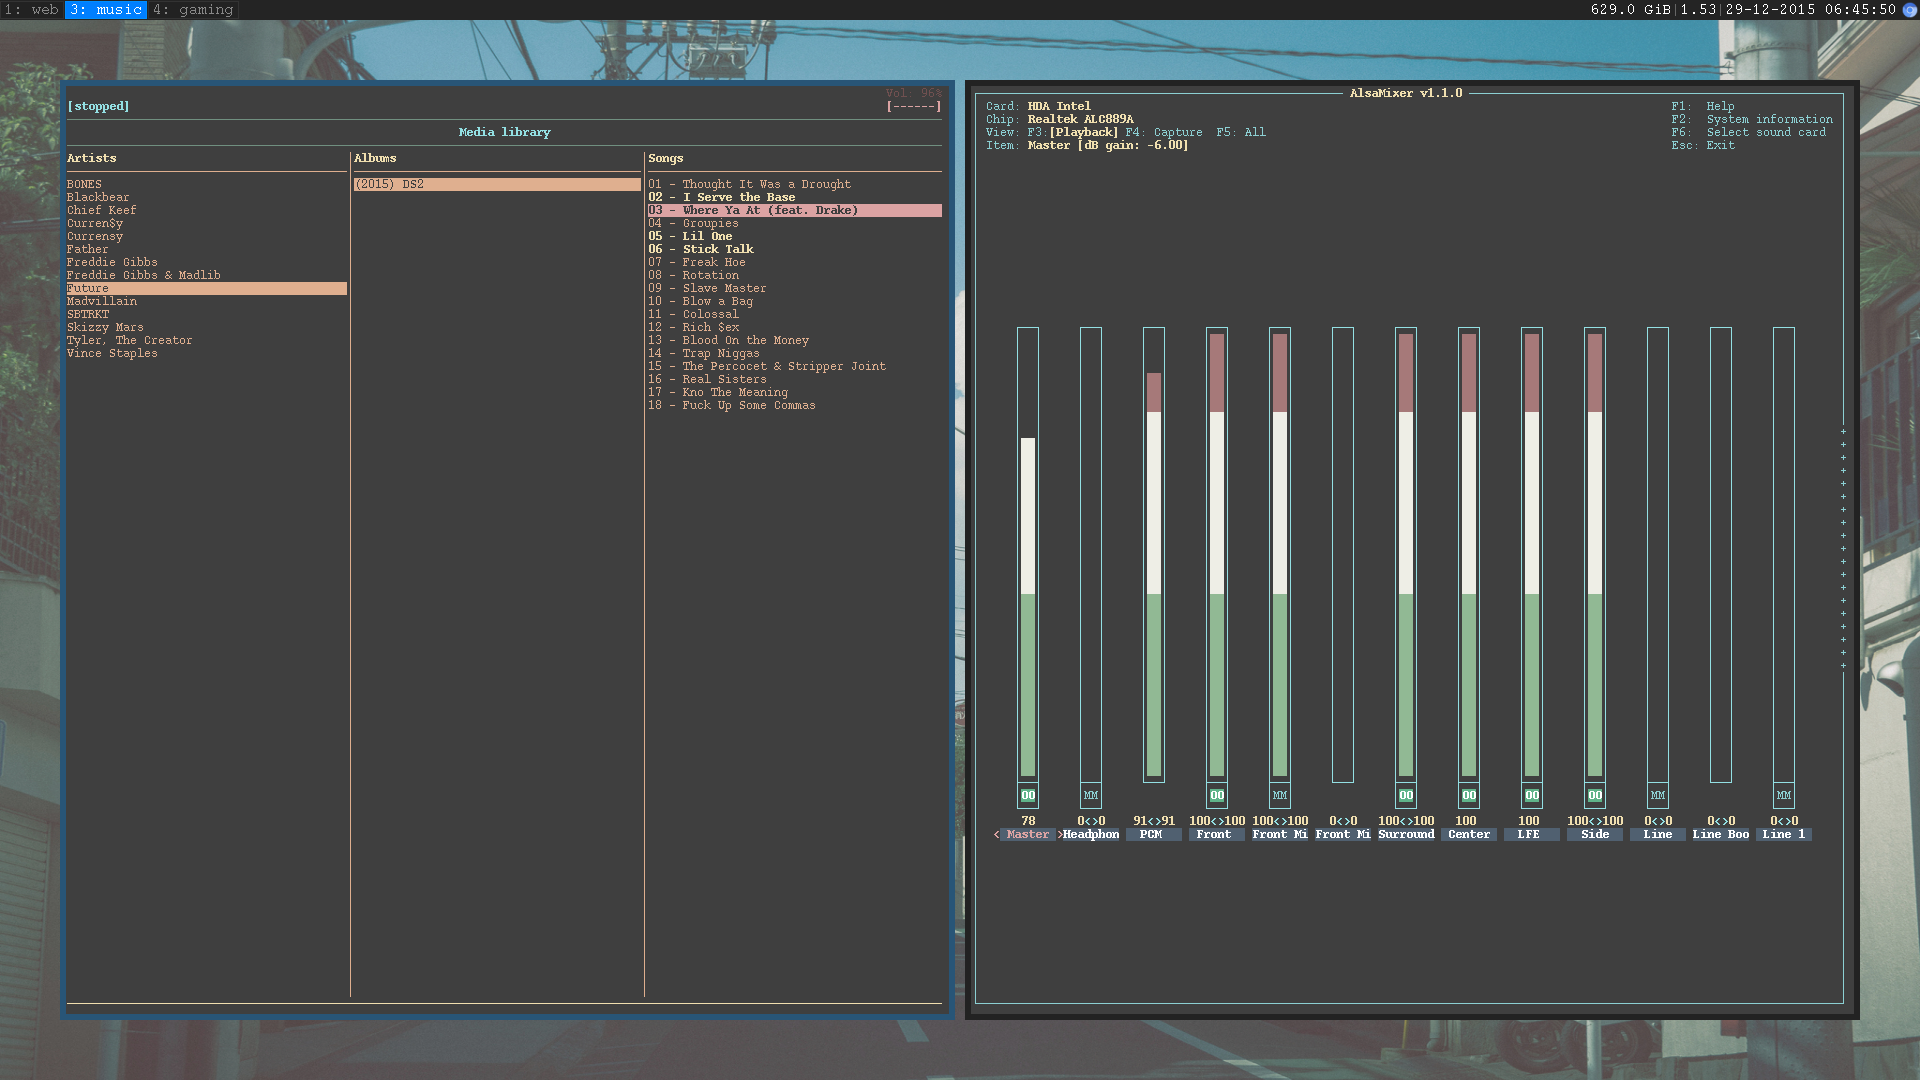 1: web 3: music 4: gaming
629.0 GiB|1.53|29-12-2015 06:45:50
Vol: 96%
[stopped] [------]
Media library
Artists
BONES
Blackbear
Chief Keef
Curren$y
Currensy
Father
Freddie Gibbs
Freddie Gibbs & Madlib
Future
Madvillain
SBTRKT
Skizzy Mars
Tyler, The Creator
Vince Staples
Albums
(2015) DS2
Songs
01 - Thought It Was a Drought
02 - I Serve the Base
03 - Where Ya At (feat. Drake)
04 - Groupies
05 - Lil One
06 - Stick Talk
07 - Freak Hoe
08 - Rotation
09 - Slave Master
10 - Blow a Bag
11 - Colossal
12 - Rich $ex
13 - Blood On the Money
14 - Trap Niggas
15 - The Percocet & Stripper Joint
16 - Real Sisters
17 - Kno The Meaning
18 - Fuck Up Some Commas
AlsaMixer v1.1.0
Card: HDA Intel
Chip: Realtek ALC889A
View: F3:[Playback] F4: Capture F5: All
Item: Master [dB gain: -6.00]
F1: Help
F2: System information
F6: Select sound card
Esc: Exit
OO MM OO MM OO OO OO OO MM MM
78 0<>0 91<>91 100<>100 100<>100 0<>0 100<>100 100 100 100<>100 0<>0 0<>0 0<>0
< Master >Headphon PCM Front Front Mi Front Mi Surround Center LFE Side Line Line Boo Line 1